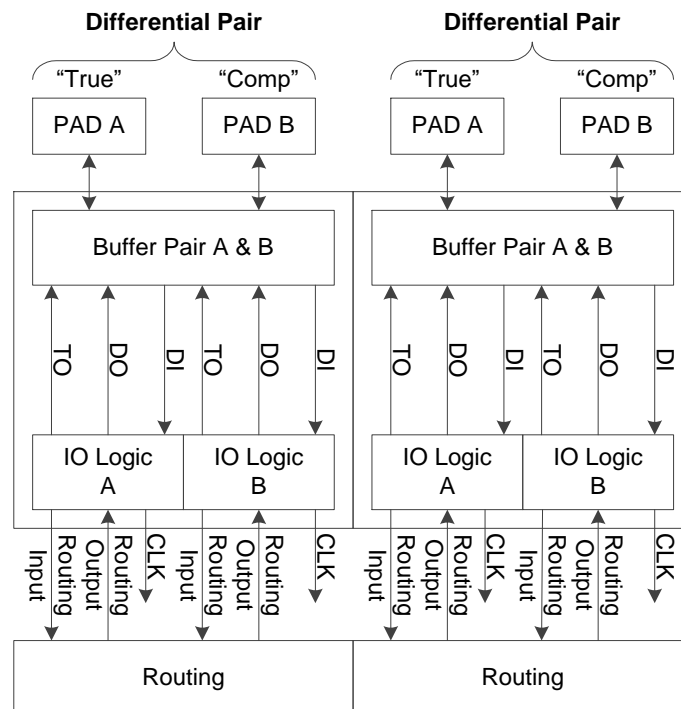 Differential Pair Differential Pair
“True” “Comp” “True” “Comp”
PAD A PAD B PAD A PAD B
Buffer Pair A & B Buffer Pair A & B
TO DO DI TO DO DI TO DO DI TO DO DI
IO Logic A IO Logic B IO Logic A IO Logic B
Routing Input
Routing Output
CLK
Routing Input
Routing Output
CLK
Routing Input
Routing Output
CLK
Routing Input
Routing Output
CLK
Routing Routing